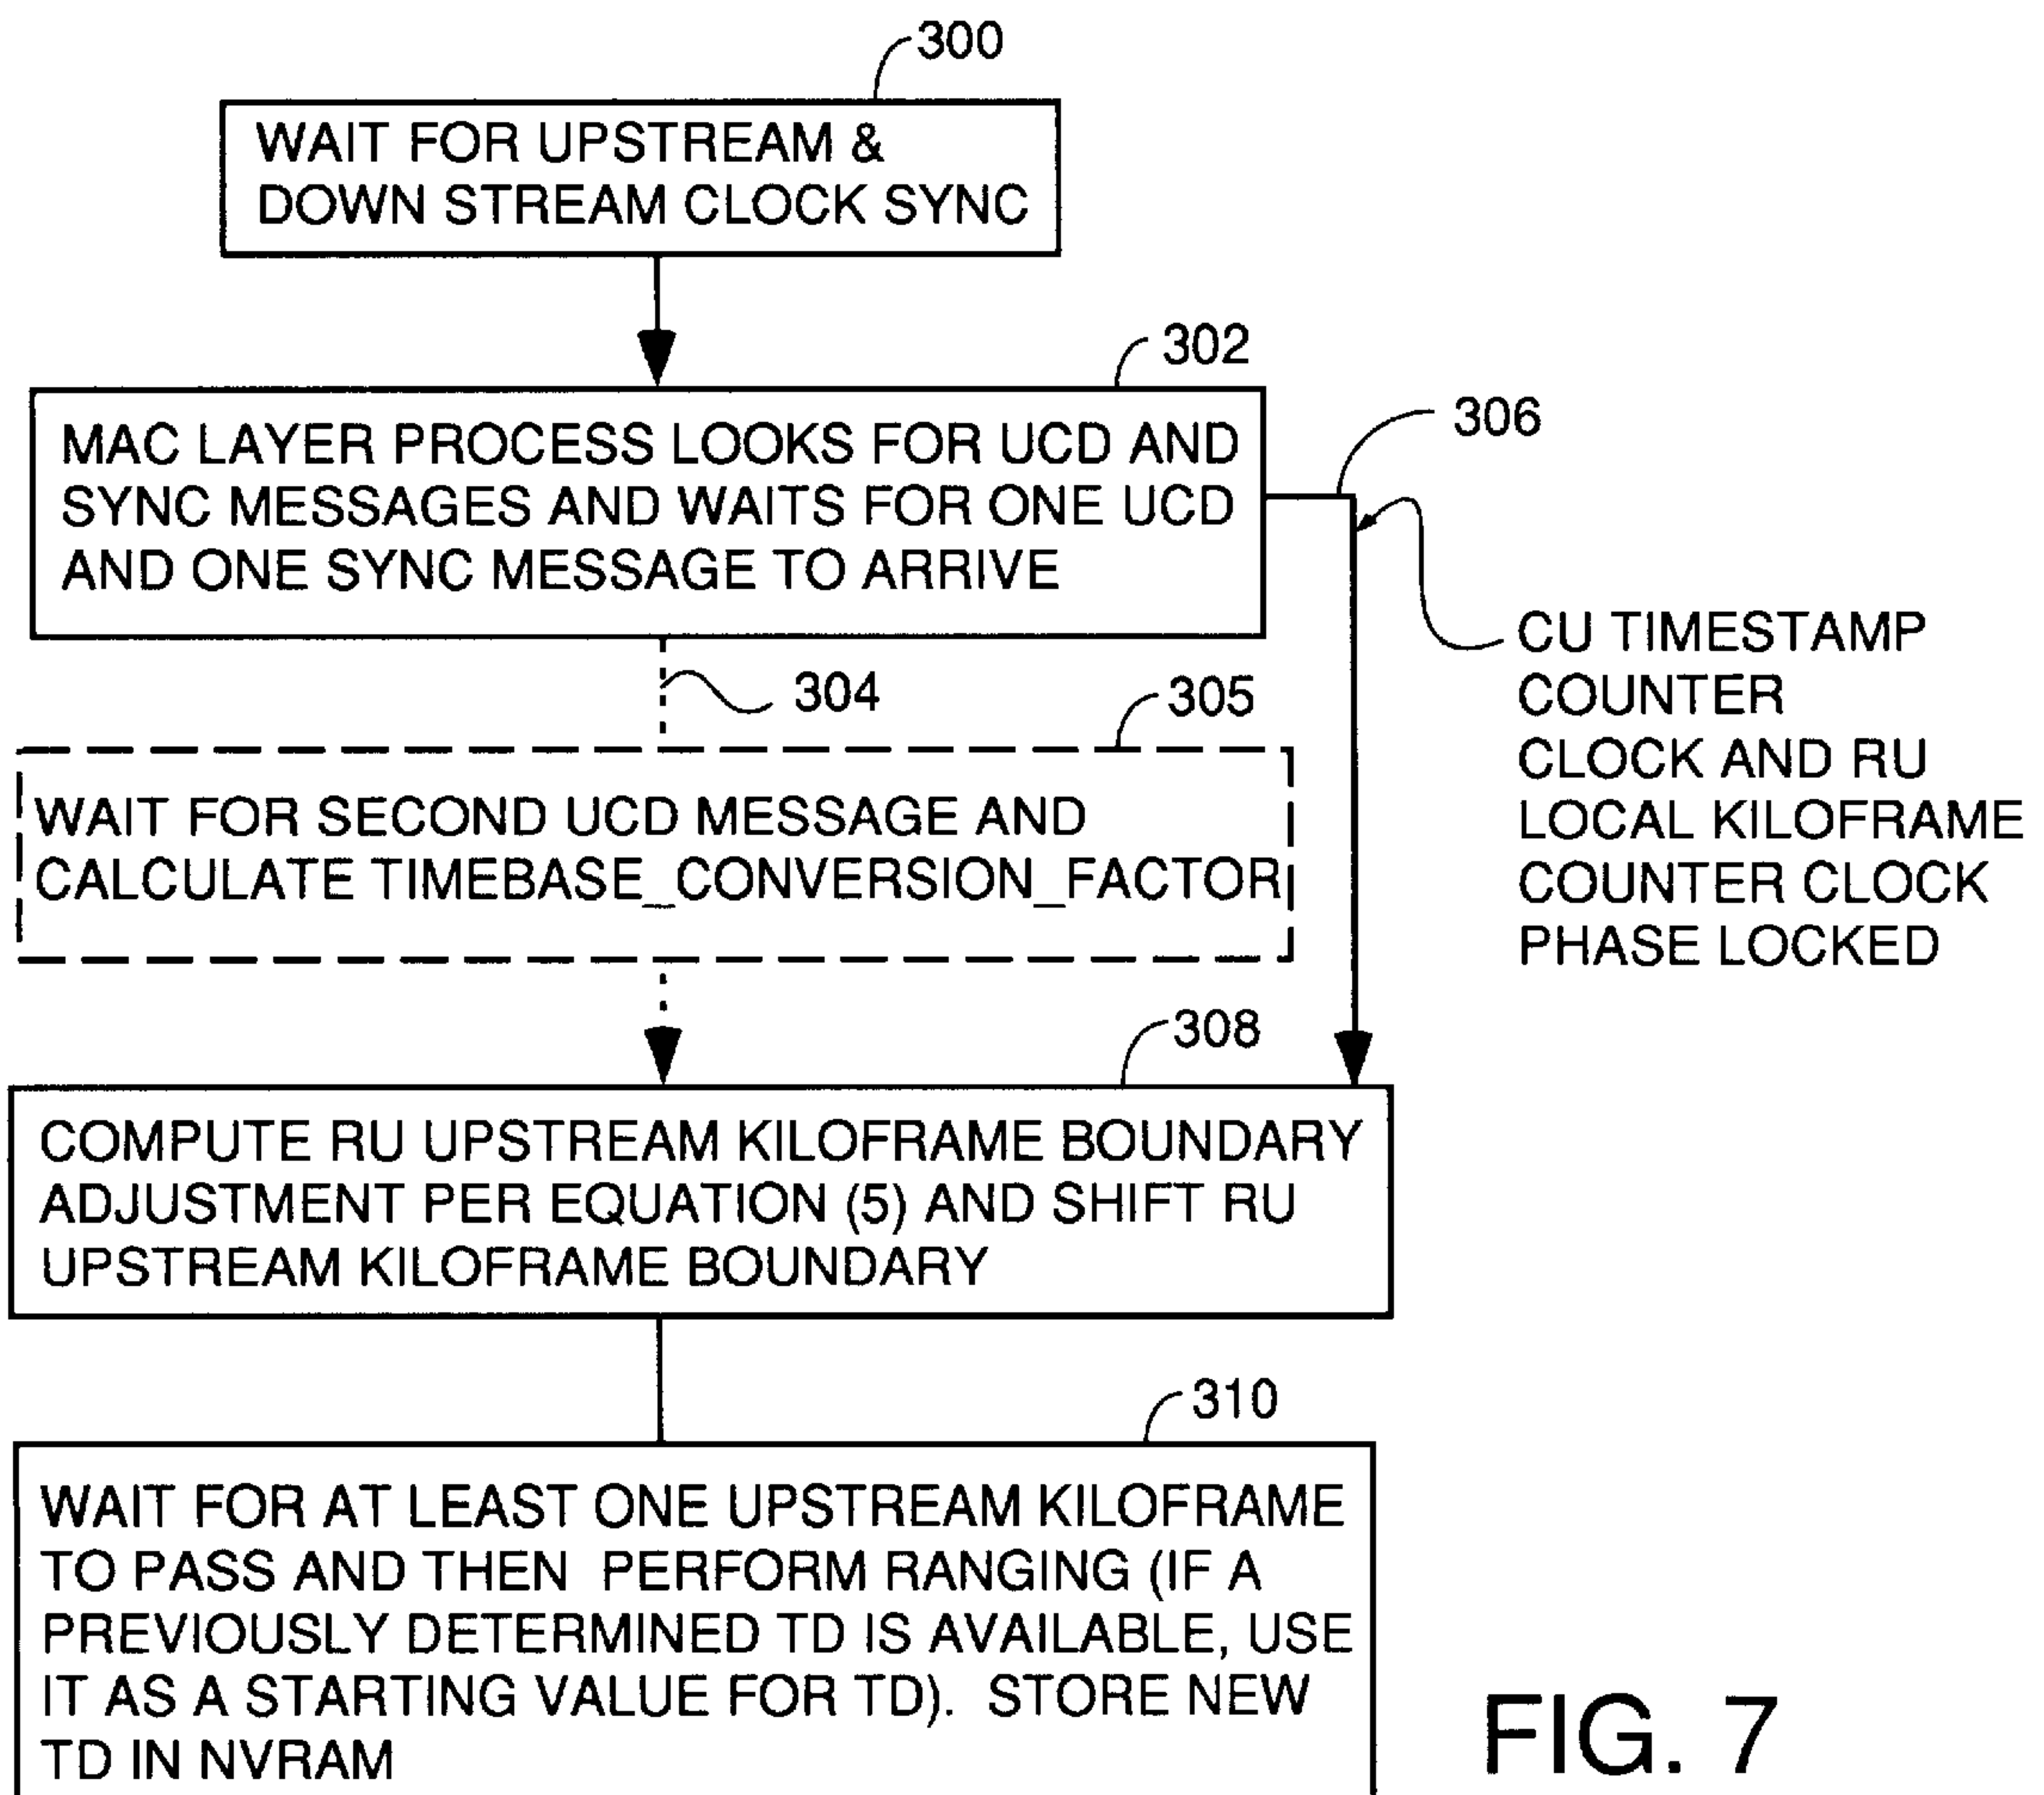 300
WAIT FOR UPSTREAM &
DOWN STREAM CLOCK SYNC
302
MAC LAYER PROCESS LOOKS FOR UCD AND
SYNC MESSAGES AND WAITS FOR ONE UCD
AND ONE SYNC MESSAGE TO ARRIVE
306
CU TIMESTAMP
COUNTER
CLOCK AND RU
LOCAL KILOFRAME
COUNTER CLOCK
PHASE LOCKED
304
305
WAIT FOR SECOND UCD MESSAGE AND
CALCULATE TIMEBASE_CONVERSION_FACTOR
308
COMPUTE RU UPSTREAM KILOFRAME BOUNDARY
ADJUSTMENT PER EQUATION (5) AND SHIFT RU
UPSTREAM KILOFRAME BOUNDARY
310
WAIT FOR AT LEAST ONE UPSTREAM KILOFRAME
TO PASS AND THEN PERFORM RANGING (IF A
PREVIOUSLY DETERMINED TD IS AVAILABLE, USE
IT AS A STARTING VALUE FOR TD). STORE NEW
TD IN NVRAM
FIG. 7